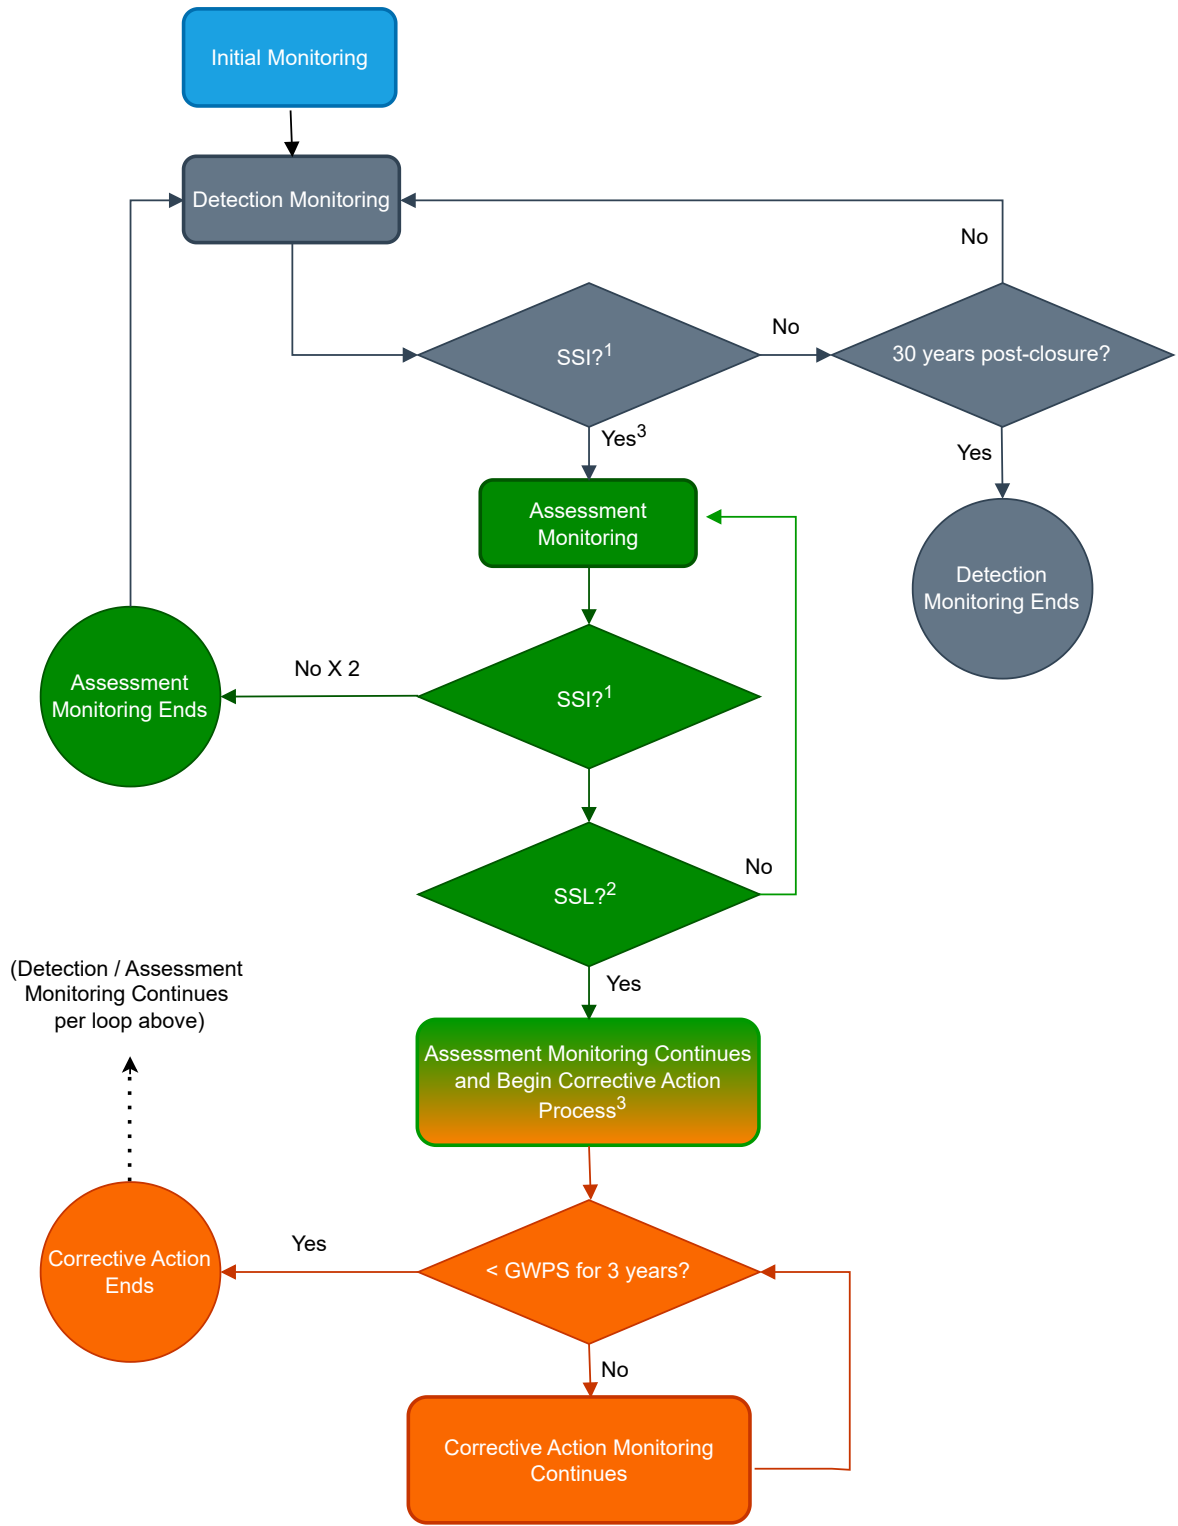 Initial Monitoring
Detection Monitoring
No
SSI?1
No
30 years post-closure?
Yes3
Yes
Assessment
Monitoring
Detection
Monitoring Ends
No X 2
Assessment
Monitoring Ends
SSI?1
No
SSL?2
Yes
(Detection / Assessment
Monitoring Continues
per loop above)
Assessment Monitoring Continues
and Begin Corrective Action
Process3
Yes
Corrective Action
Ends
< GWPS for 3 years?
No
Corrective Action Monitoring
Continues